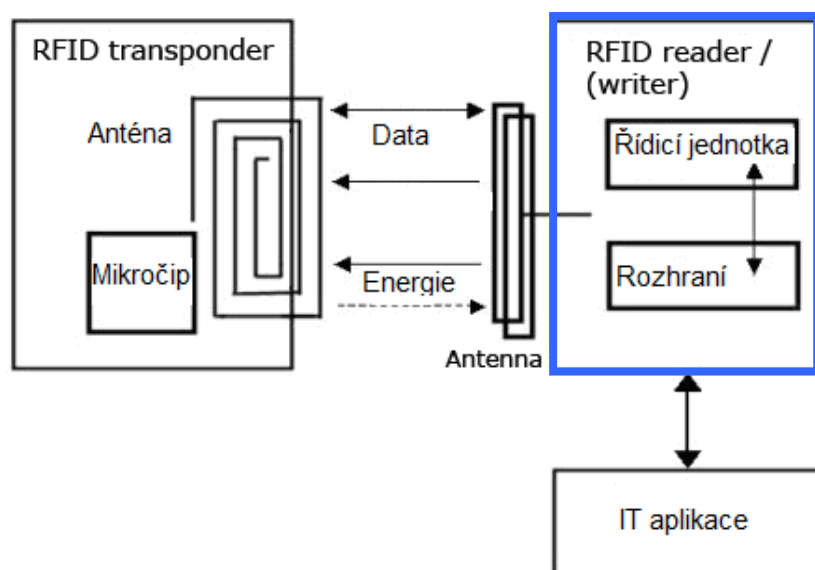 RFID transponder
Anténa
Mikročip
Data
Energie
Antenna
RFID reader /
(writer)
Řídicí jednotka
Rozhraní
IT aplikace